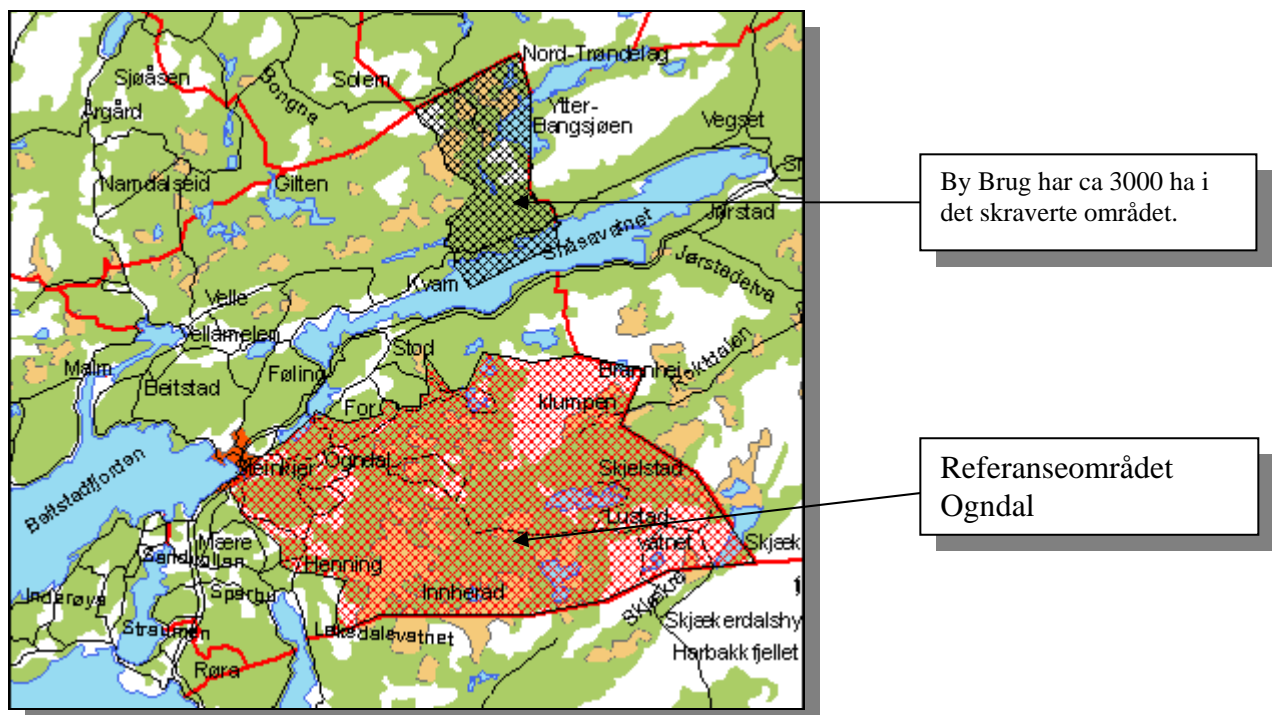 Nord-Trøndelag
Sjøåsen
Solem
Bongna
Årgård
Ytter-
Bangsjøen
Vegset
Namdalseid
Gilten
Jørstad
Snåsavatnet
Jørstadelva
Kvam
Velle
Vellamelen
Stod
Malm
Føling
Beitstad
For
Brannhei-
klumpen
Roktdalen
Steinkjer
Ogndal
Skjelstad
Beitstadfjorden
Lustad-
vatnet
Skjæk
Mære
Sandvollan
Henning
Innherad
Inderøya
Sparbu
Skjækra
Straumen
Leksdalsvatnet
Skjækerdalshy
Harbakkfjellet
Røra
By Brug har ca 3000 ha i
det skraverte området.
Referanseområdet
Ogndal